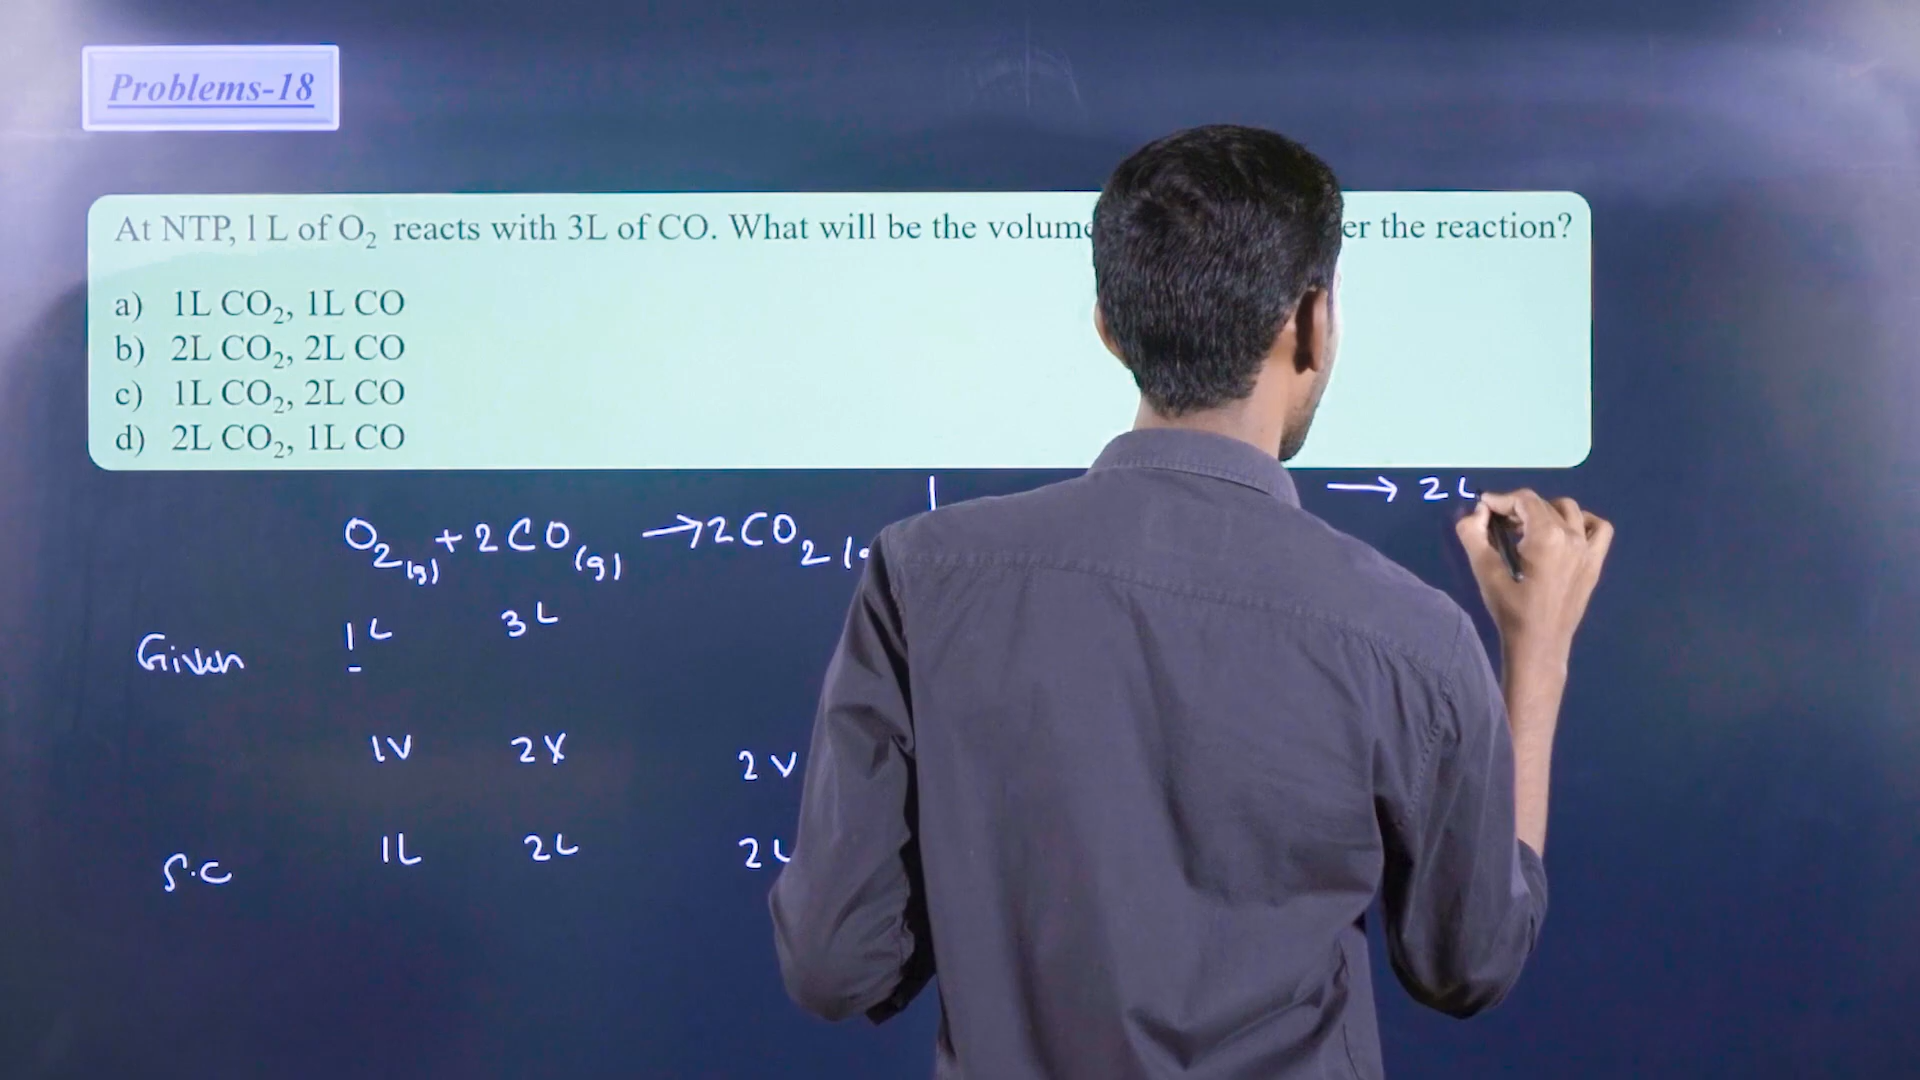 Problems-18
At NTP, 1 L of O₂ reacts with 3L of CO. What will be the volume er the reaction?
a) 1L CO₂, 1L CO
b) 2L CO₂, 2L CO
c) 1L CO₂, 2L CO
d) 2L CO₂, 1L CO
→ 2L
O₂(g) + 2CO(g) → 2CO₂(
Given 1L 3L
1V 2V 2V
S.C 1L 2L 2L